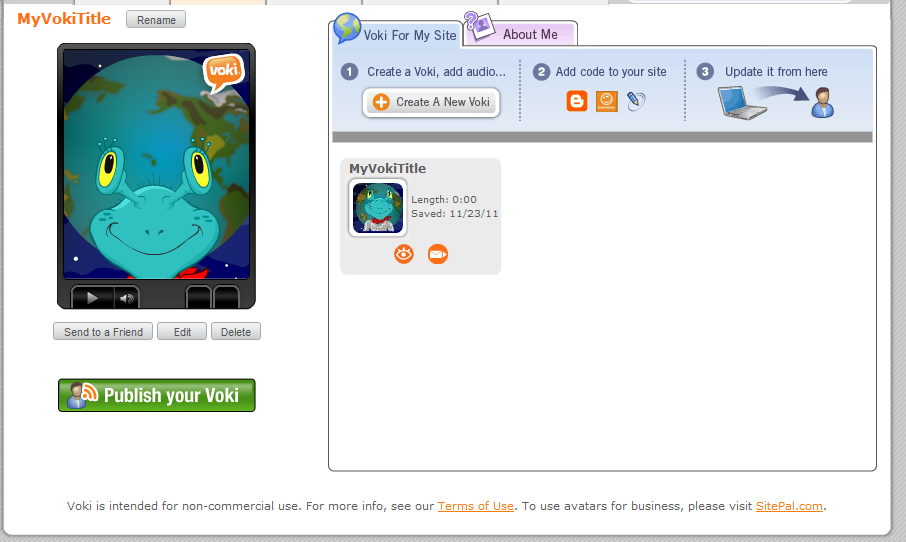 MyVokiTitle
Rename
voki
Send to a Friend
Edit
Delete
Publish your Voki
Voki For My Site
About Me
1 Create a Voki, add audio...
Create A New Voki
2 Add code to your site
3 Update it from here
MyVokiTitle
Length: 0:00
Saved: 11/23/11
Voki is intended for non-commercial use. For more info, see our Terms of Use. To use avatars for business, please visit SitePal.com.